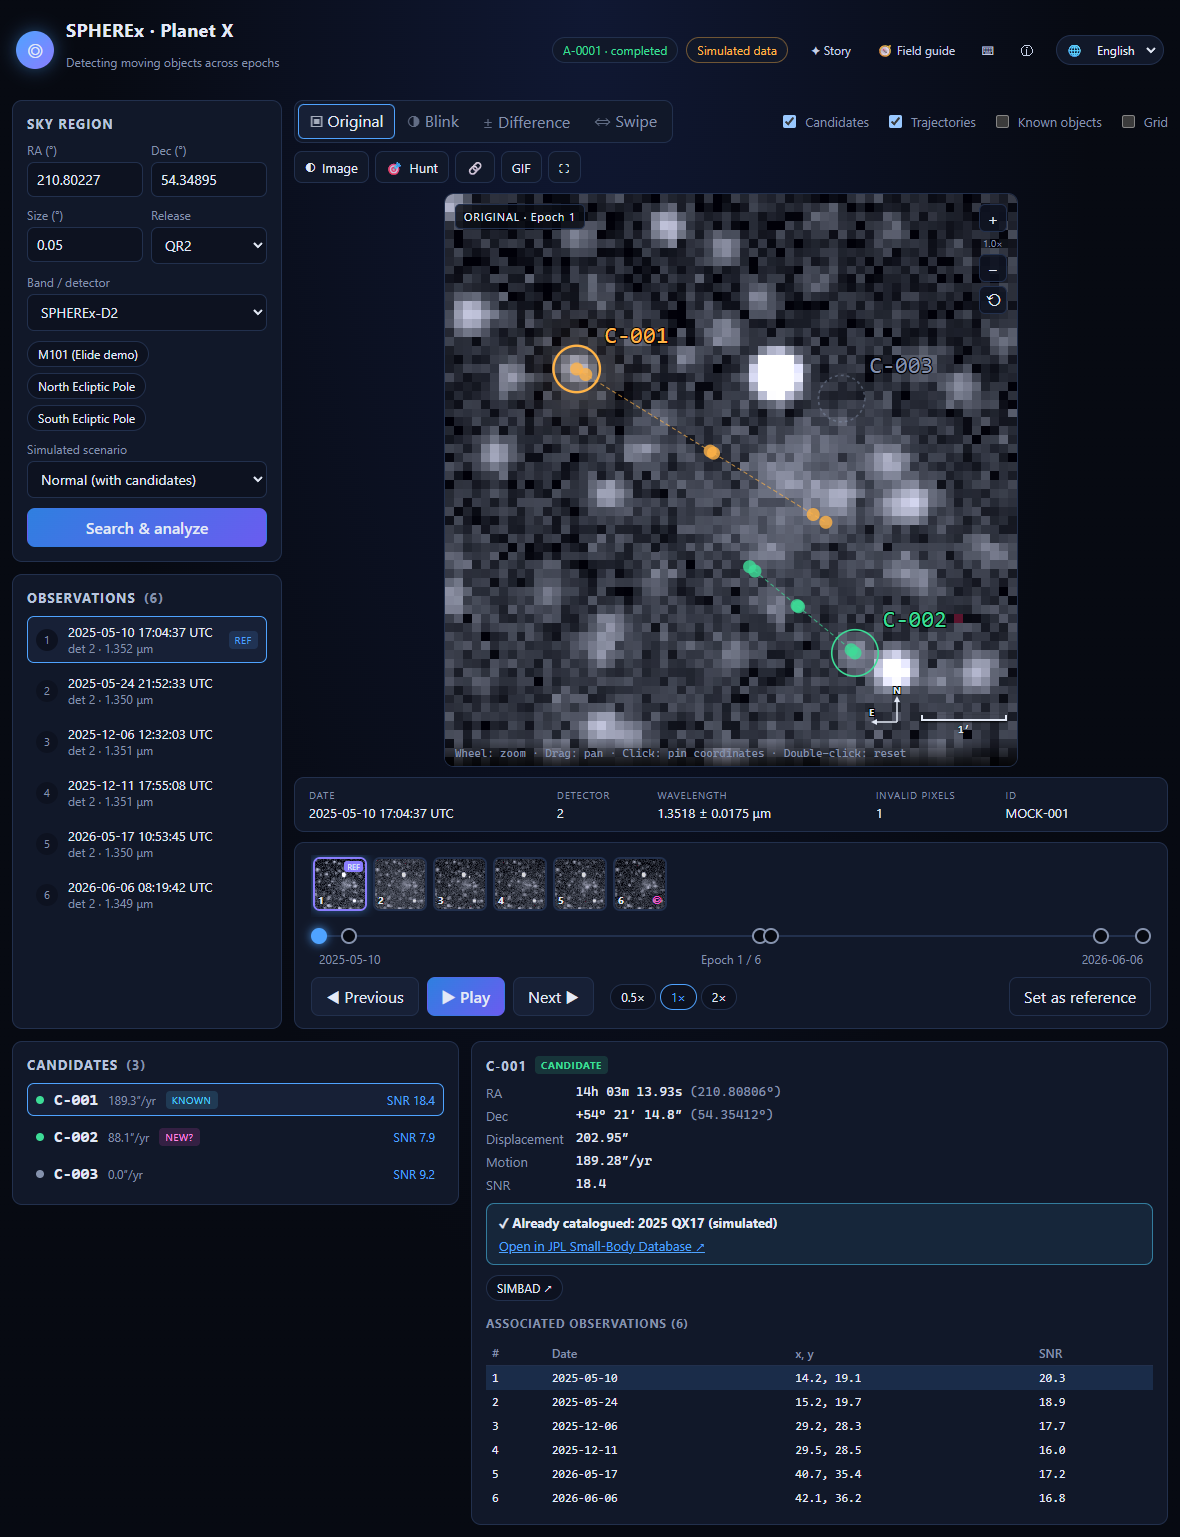 SPHEREx · Planet X
Detecting moving objects across epochs
A-0001 · completed
Simulated data
✦ Story
Field guide
English
SKY REGION
RA (°)
Dec (°)
210.80227
54.34895
Size (°)
Release
0.05
QR2
Band / detector
SPHEREx-D2
M101 (Elide demo)
North Ecliptic Pole
South Ecliptic Pole
Simulated scenario
Normal (with candidates)
Search & analyze
OBSERVATIONS (6)
1 2025-05-10 17:04:37 UTC REF
det 2 · 1.352 µm
2 2025-05-24 21:52:33 UTC
det 2 · 1.350 µm
3 2025-12-06 12:32:03 UTC
det 2 · 1.351 µm
4 2025-12-11 17:55:08 UTC
det 2 · 1.351 µm
5 2026-05-17 10:53:45 UTC
det 2 · 1.350 µm
6 2026-06-06 08:19:42 UTC
det 2 · 1.349 µm
Original
Blink
± Difference
⇔ Swipe
Candidates
Trajectories
Known objects
Grid
Image
Hunt
GIF
ORIGINAL · Epoch 1
+
1.0×
−
C-001
C-003
C-002
N
E
1′
Wheel: zoom · Drag: pan · Click: pin coordinates · Double-click: reset
DATE
DETECTOR
WAVELENGTH
INVALID PIXELS
ID
2025-05-10 17:04:37 UTC
2
1.3518 ± 0.0175 µm
1
MOCK-001
REF
1
2
3
4
5
6
2025-05-10
Epoch 1 / 6
2026-06-06
◀ Previous
▶ Play
Next ▶
0.5×
1×
2×
Set as reference
CANDIDATES (3)
C-001 189.3″/yr KNOWN SNR 18.4
C-002 88.1″/yr NEW? SNR 7.9
C-003 0.0″/yr SNR 9.2
C-001 CANDIDATE
RA 14h 03m 13.93s (210.80806°)
Dec +54° 21′ 14.8″ (54.35412°)
Displacement 202.95″
Motion 189.28″/yr
SNR 18.4
✓ Already catalogued: 2025 QX17 (simulated)
Open in JPL Small-Body Database ↗
SIMBAD ↗
ASSOCIATED OBSERVATIONS (6)
# Date x, y SNR
1 2025-05-10 14.2, 19.1 20.3
2 2025-05-24 15.2, 19.7 18.9
3 2025-12-06 29.2, 28.3 17.7
4 2025-12-11 29.5, 28.5 16.0
5 2026-05-17 40.7, 35.4 17.2
6 2026-06-06 42.1, 36.2 16.8